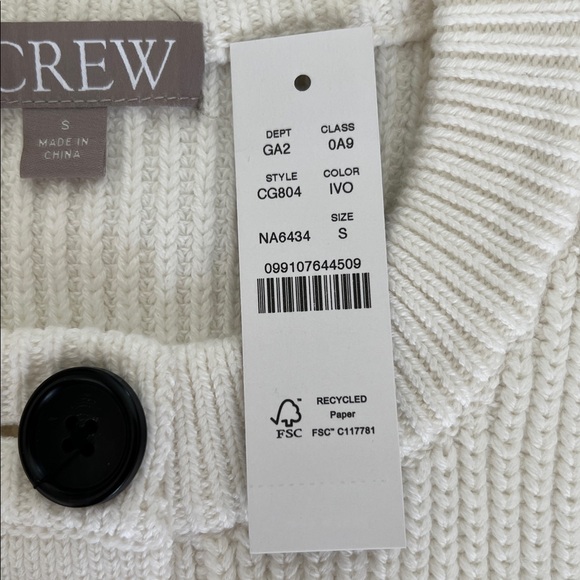 CREW
S
MADE IN
CHINA
DEPT CLASS
GA2 0A9
STYLE COLOR
CG804 IVO
SIZE
NA6434 S
099107644509
RECYCLED
Paper
FSC
FSC™ C117781